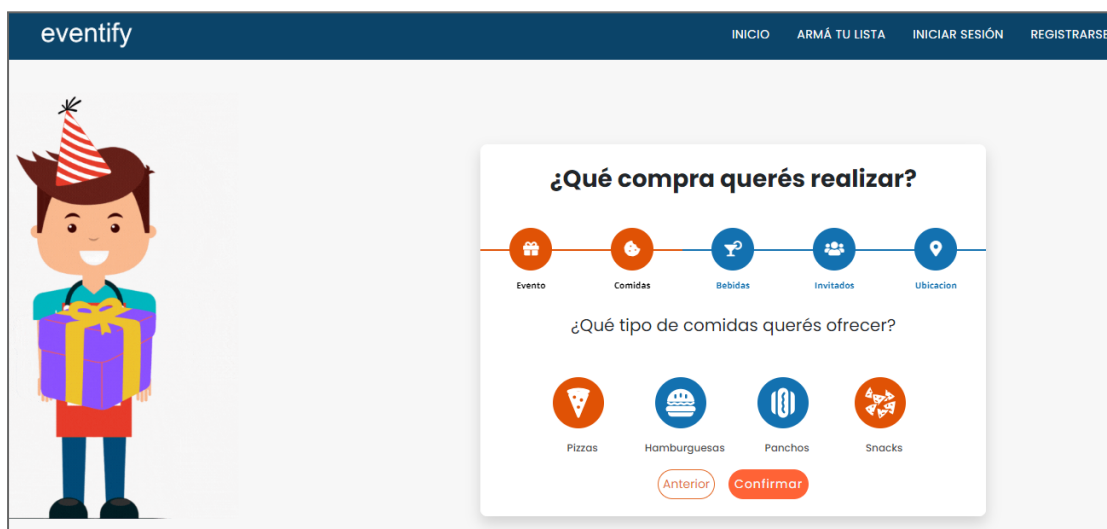 eventify
INICIO ARMÁ TU LISTA INICIAR SESIÓN REGISTRARSE
¿Qué compra querés realizar?
Evento Comidas Bebidas Invitados Ubicacion
¿Qué tipo de comidas querés ofrecer?
Pizzas Hamburguesas Panchos Snacks
Anterior Confirmar